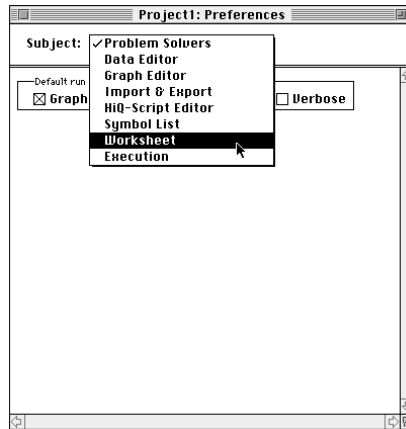 Project1: Preferences
Subject: ✓Problem Solvers
Data Editor
Graph Editor
Import & Export
HiQ-Script Editor
Symbol List
Worksheet
Execution
Default run
Graph
Verbose